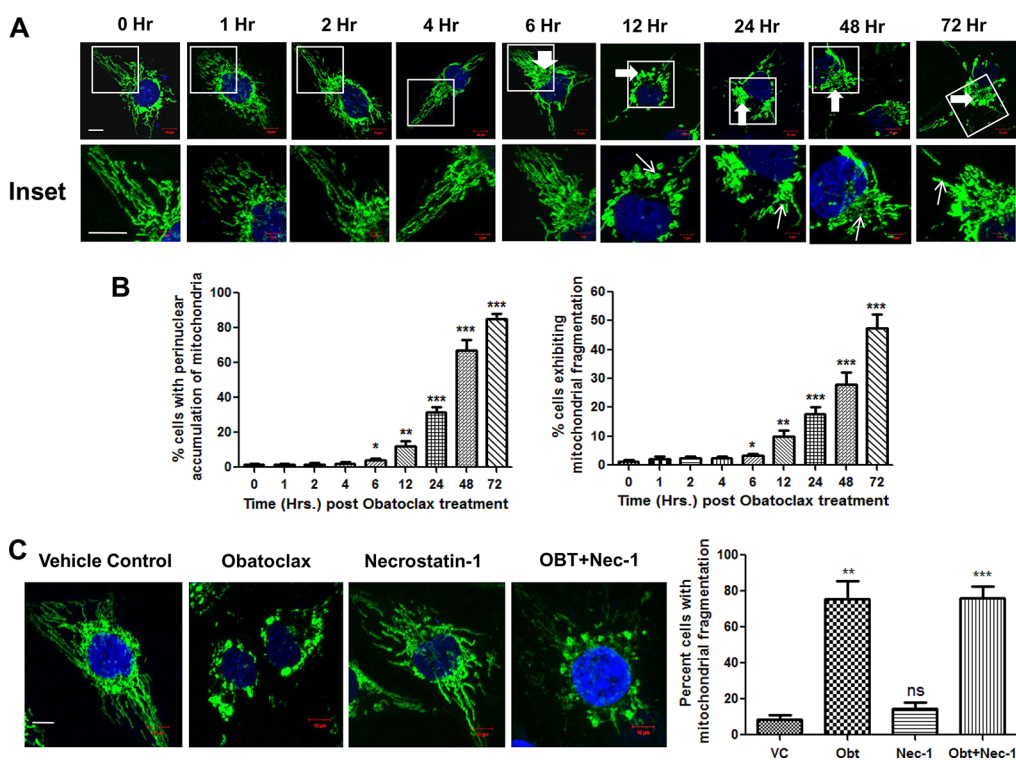 A
0 Hr 1 Hr 2 Hr 4 Hr 6 Hr 12 Hr 24 Hr 48 Hr 72 Hr
Inset
B
% cells with perinuclear
accumulation of mitochondria
100
80
60
40
20
0
* ** *** *** ***
0 1 2 4 6 12 24 48 72
Time (Hrs.) post Obatoclax treatment
% cells exhibiting
mitochondrial fragmentation
60
50
40
30
20
10
0
* ** *** *** ***
0 1 2 4 6 12 24 48 72
Time (Hrs.) post Obatoclax treatment
C
Vehicle Control Obatoclax Necrostatin-1 OBT+Nec-1
10 µm 10 µm
Percent cells with
mitochondrial fragmentation
100
80
60
40
20
0
** ns ***
VC Obt Nec-1 Obt+Nec-1